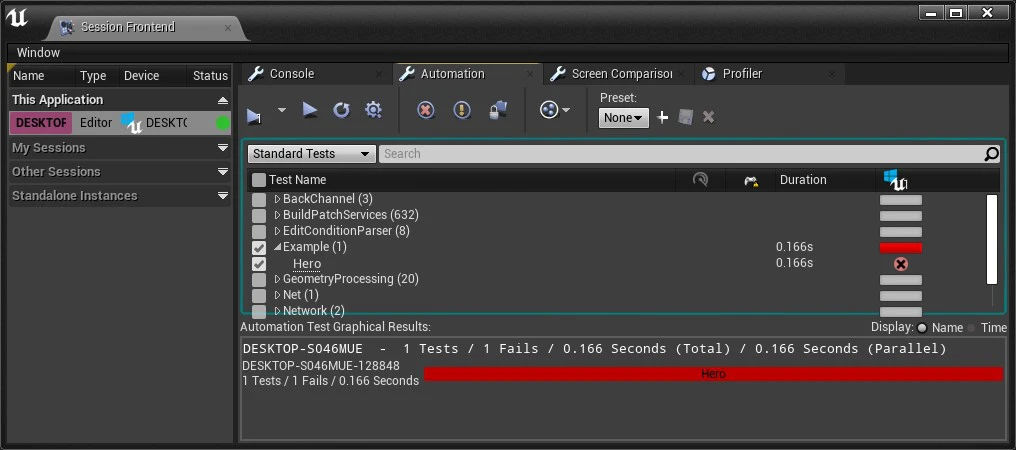 Session Frontend
Window
Name Type Device Status
This Application
DESKTOP Editor DESKTO
My Sessions
Other Sessions
Standalone Instances
Console Automation Screen Comparison Profiler
Preset:
None
Standard Tests Search
Test Name Duration
BackChannel (3)
BuildPatchServices (632)
EditConditionParser (8)
Example (1) 0.166s
Hero 0.166s
GeometryProcessing (20)
Net (1)
Network (2)
Automation Test Graphical Results: Display: Name Time
DESKTOP-S046MUE - 1 Tests / 1 Fails / 0.166 Seconds (Total) / 0.166 Seconds (Parallel)
DESKTOP-S046MUE-128848
1 Tests / 1 Fails / 0.166 Seconds
Hero